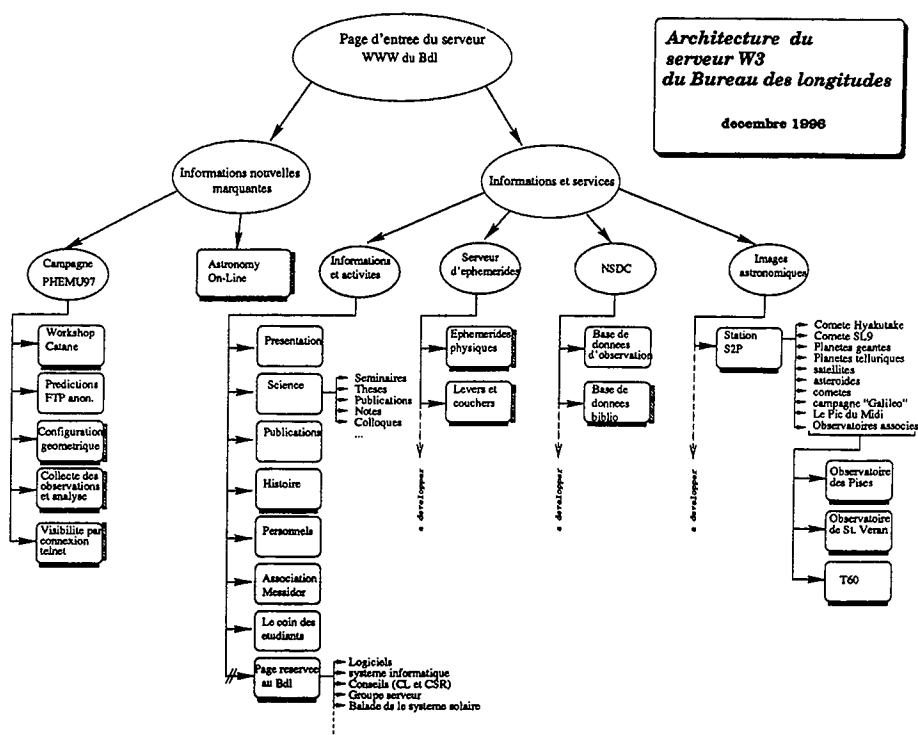 Page d'entree du serveur
WWW du Bdl
Architecture du
serveur W3
du Bureau des longitudes
decembre 1996
Informations nouvelles
marquantes
Informations et services
Campagne
PHEMU97
Astronomy
On-Line
Informations
et activites
Serveur
d'ephemerides
NSDC
Images
astronomiques
Workshop
Catane
Predictions
FTP anon.
Configuration
geometrique
Collecte des
observations
et analyse
Visibilite par
connexion
telnet
Presentation
Science
Seminaires
Theses
Publications
Notes
Colloques
...
Publications
Histoire
Personnels
Association
Messidor
Le coin des
etudiants
Page reservee
au Bdl
Logiciels
systeme informatique
Conseils (CL et CSR)
Groupe serveur
Balade ds le systeme solaire
Ephemerides
physiques
Levers et
couchers
a developper
Base de
donnees
d'observation
Base de
donnees
biblio
a developper
Station
S2P
Comete Hyakutake
Comete SL9
Planetes geantes
Planetes telluriques
satellites
asteroides
cometes
campagne "Galileo"
Le Pic du Midi
Observatoires associes
a developper
Observatoire
des Pises
Observatoire
de St. Veran
T60